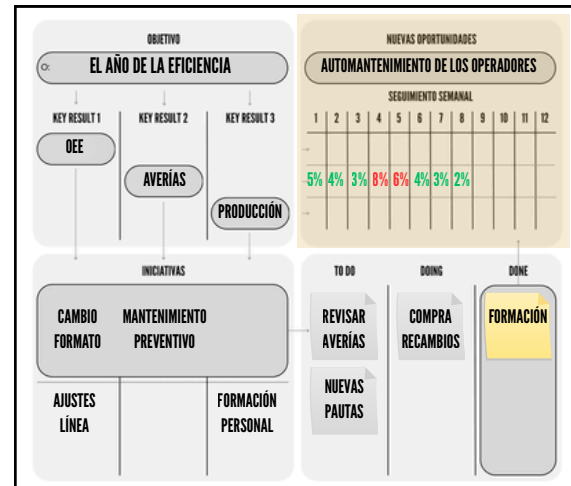 OBJETIVO
O:
EL AÑO DE LA EFICIENCIA
KEY RESULT 1
KEY RESULT 2
KEY RESULT 3
OEE
AVERÍAS
PRODUCCIÓN
NUEVAS OPORTUNIDADES
AUTOMANTENIMIENTO DE LOS OPERADORES
SEGUIMIENTO SEMANAL
1 2 3 4 5 6 7 8 9 10 11 12
5% 4% 3% 8% 6% 4% 3% 2%
INICIATIVAS
CAMBIO
FORMATO
MANTENIMIENTO
PREVENTIVO
AJUSTES
LÍNEA
FORMACIÓN
PERSONAL
TO DO
DOING
DONE
REVISAR
AVERÍAS
COMPRA
RECAMBIOS
FORMACIÓN
NUEVAS
PAUTAS